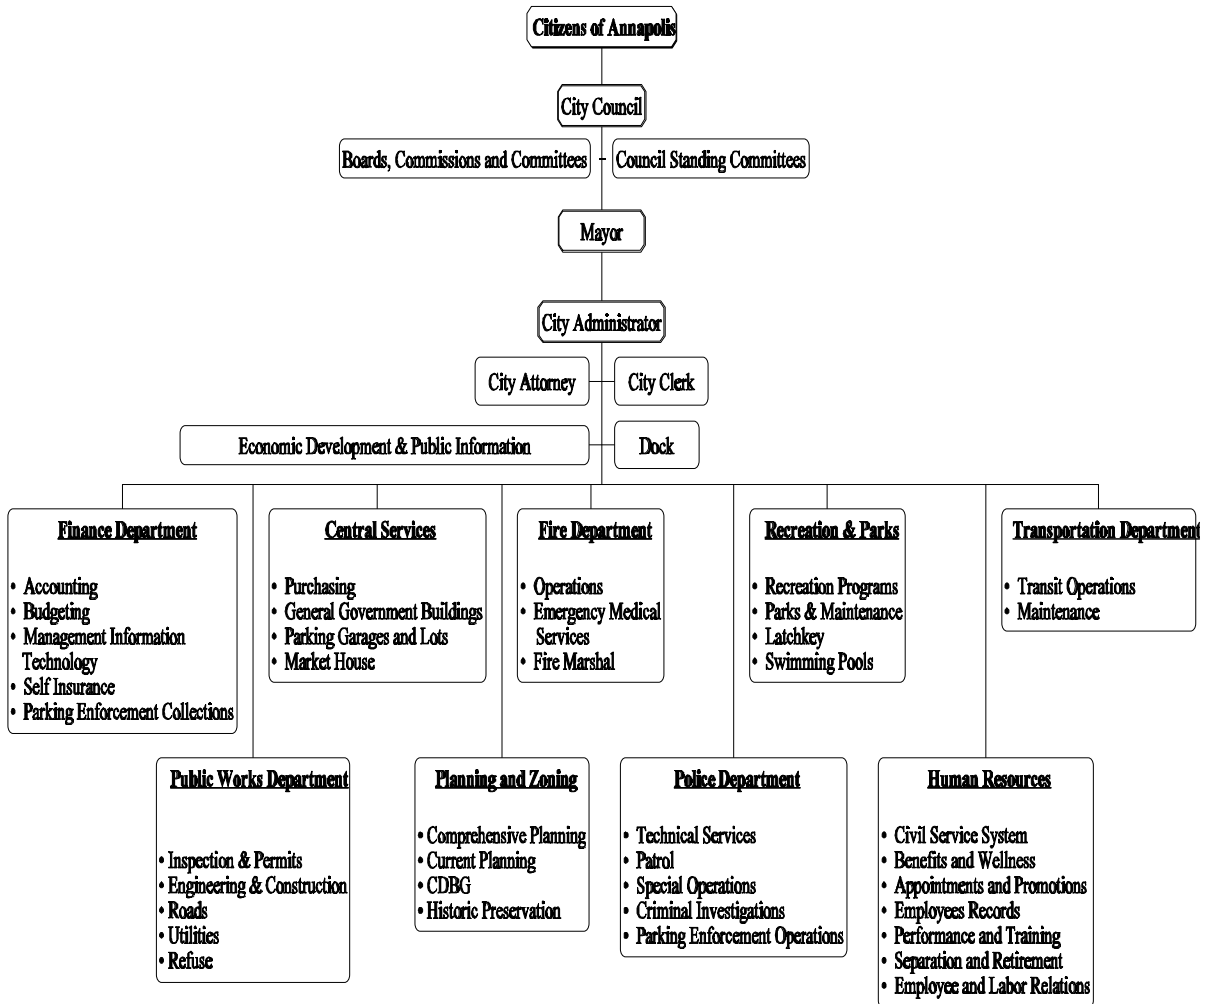 Citizens of Annapolis
City Council
Boards, Commissions and Committees
Council Standing Committees
Mayor
City Administrator
City Attorney
City Clerk
Economic Development & Public Information
Dock
Finance Department
• Accounting
• Budgeting
• Management Information
Technology
• Self Insurance
• Parking Enforcement Collections
Central Services
• Purchasing
• General Government Buildings
• Parking Garages and Lots
• Market House
Fire Department
• Operations
• Emergency Medical
Services
• Fire Marshal
Recreation & Parks
• Recreation Programs
• Parks & Maintenance
• Latchkey
• Swimming Pools
Transportation Department
• Transit Operations
• Maintenance
Public Works Department
• Inspection & Permits
• Engineering & Construction
• Roads
• Utilities
• Refuse
Planning and Zoning
• Comprehensive Planning
• Current Planning
• CDBG
• Historic Preservation
Police Department
• Technical Services
• Patrol
• Special Operations
• Criminal Investigations
• Parking Enforcement Operations
Human Resources
• Civil Service System
• Benefits and Wellness
• Appointments and Promotions
• Employees Records
• Performance and Training
• Separation and Retirement
• Employee and Labor Relations